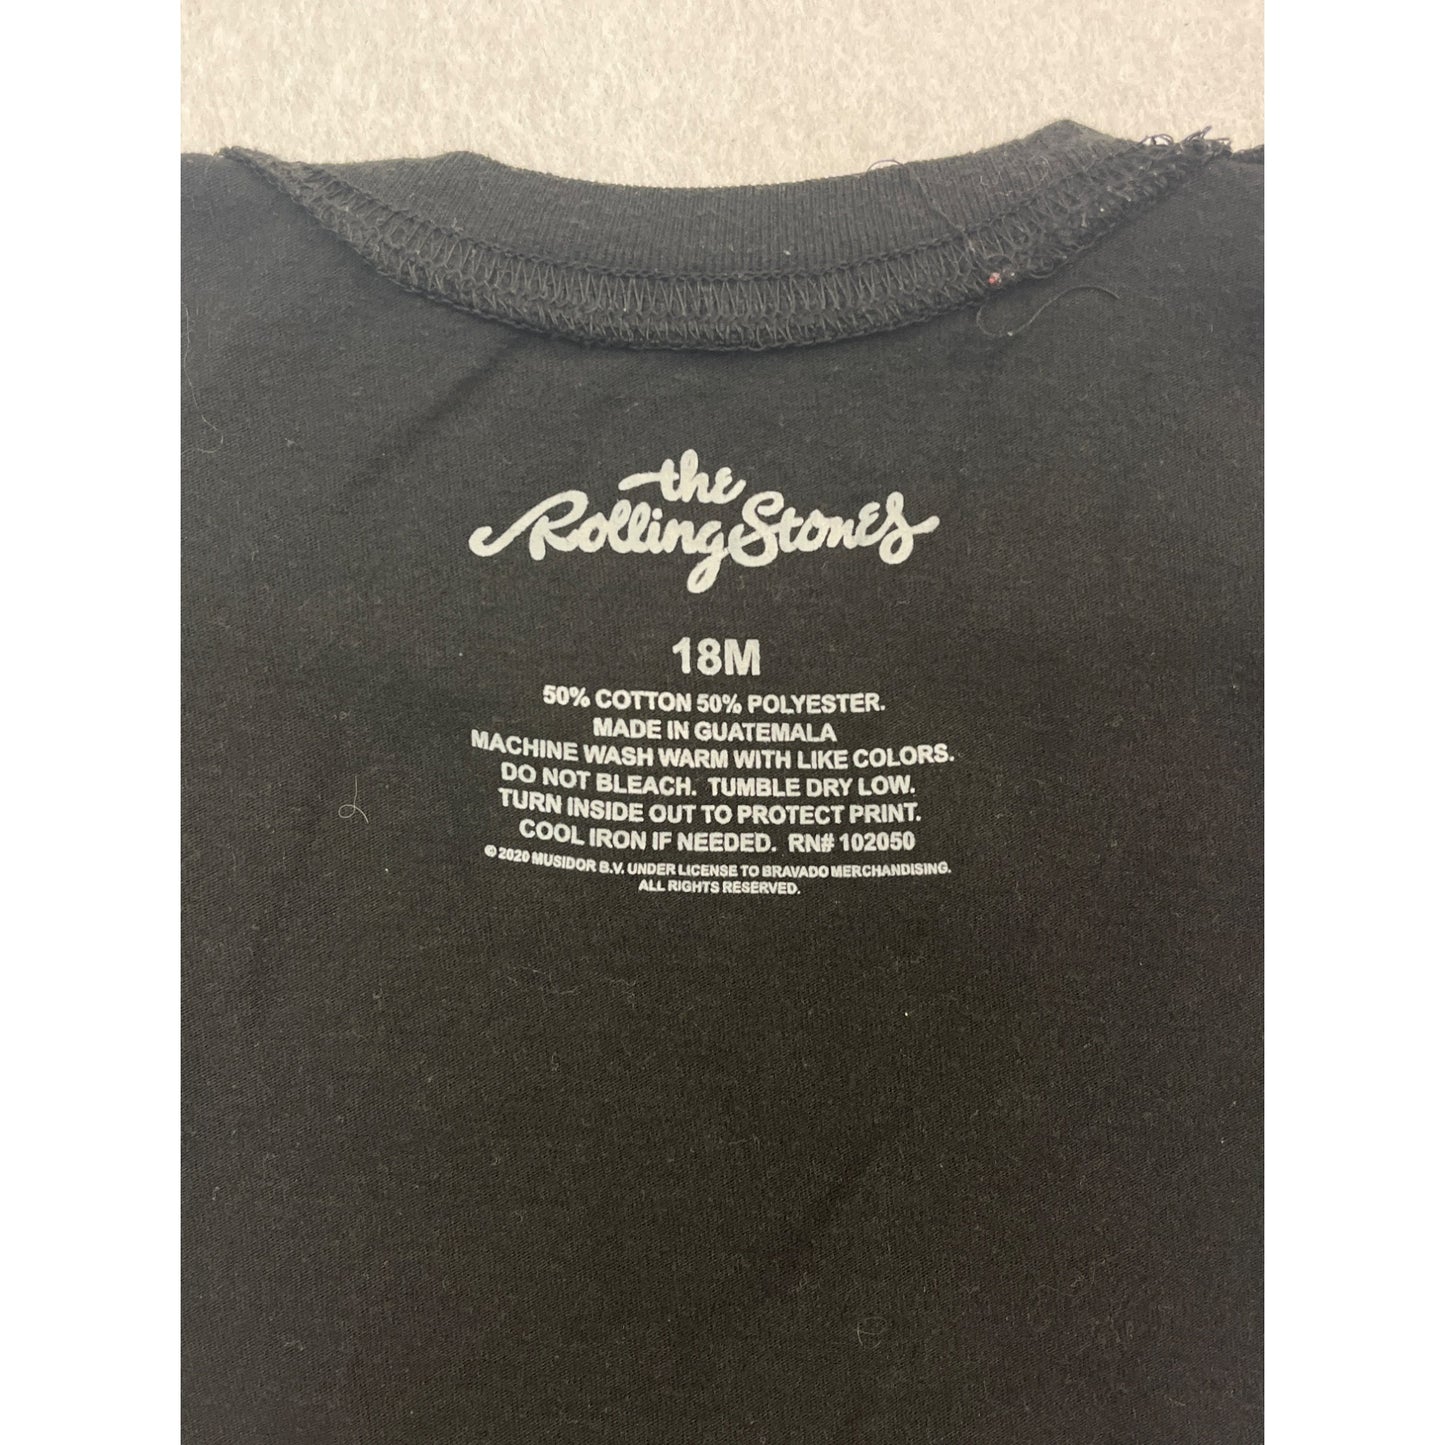 the
Rolling Stones
18M
50% COTTON 50% POLYESTER.
MADE IN GUATEMALA
MACHINE WASH WARM WITH LIKE COLORS.
DO NOT BLEACH. TUMBLE DRY LOW.
TURN INSIDE OUT TO PROTECT PRINT.
COOL IRON IF NEEDED. RN# 102050
© 2020 MUSIDOR B.V. UNDER LICENSE TO BRAVADO MERCHANDISING.
ALL RIGHTS RESERVED.